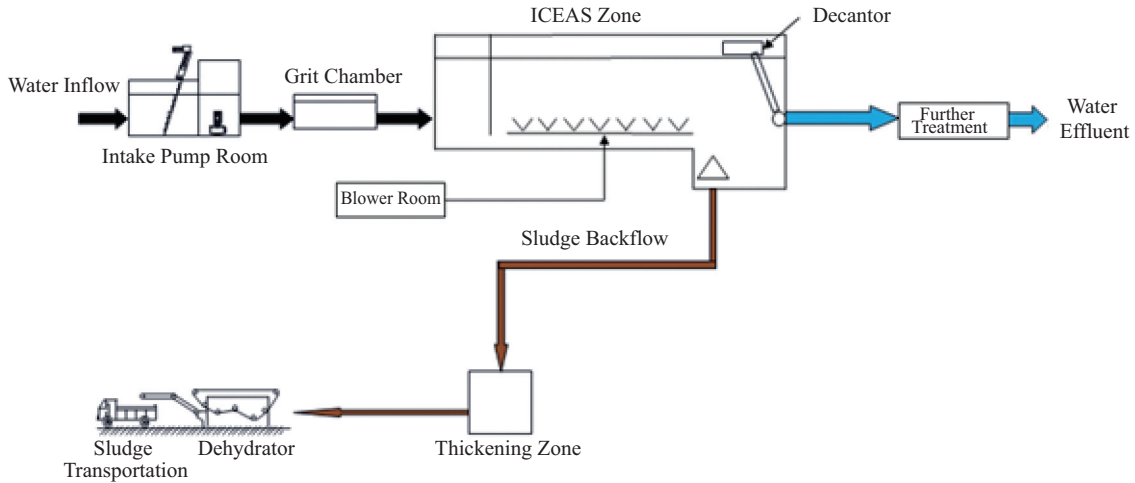 ICEAS Zone
Decantor
Water Inflow
Grit Chamber
Intake Pump Room
Further
Treatment
Water
Effluent
Blower Room
Sludge Backflow
Thickening Zone
Sludge
Transportation
Dehydrator